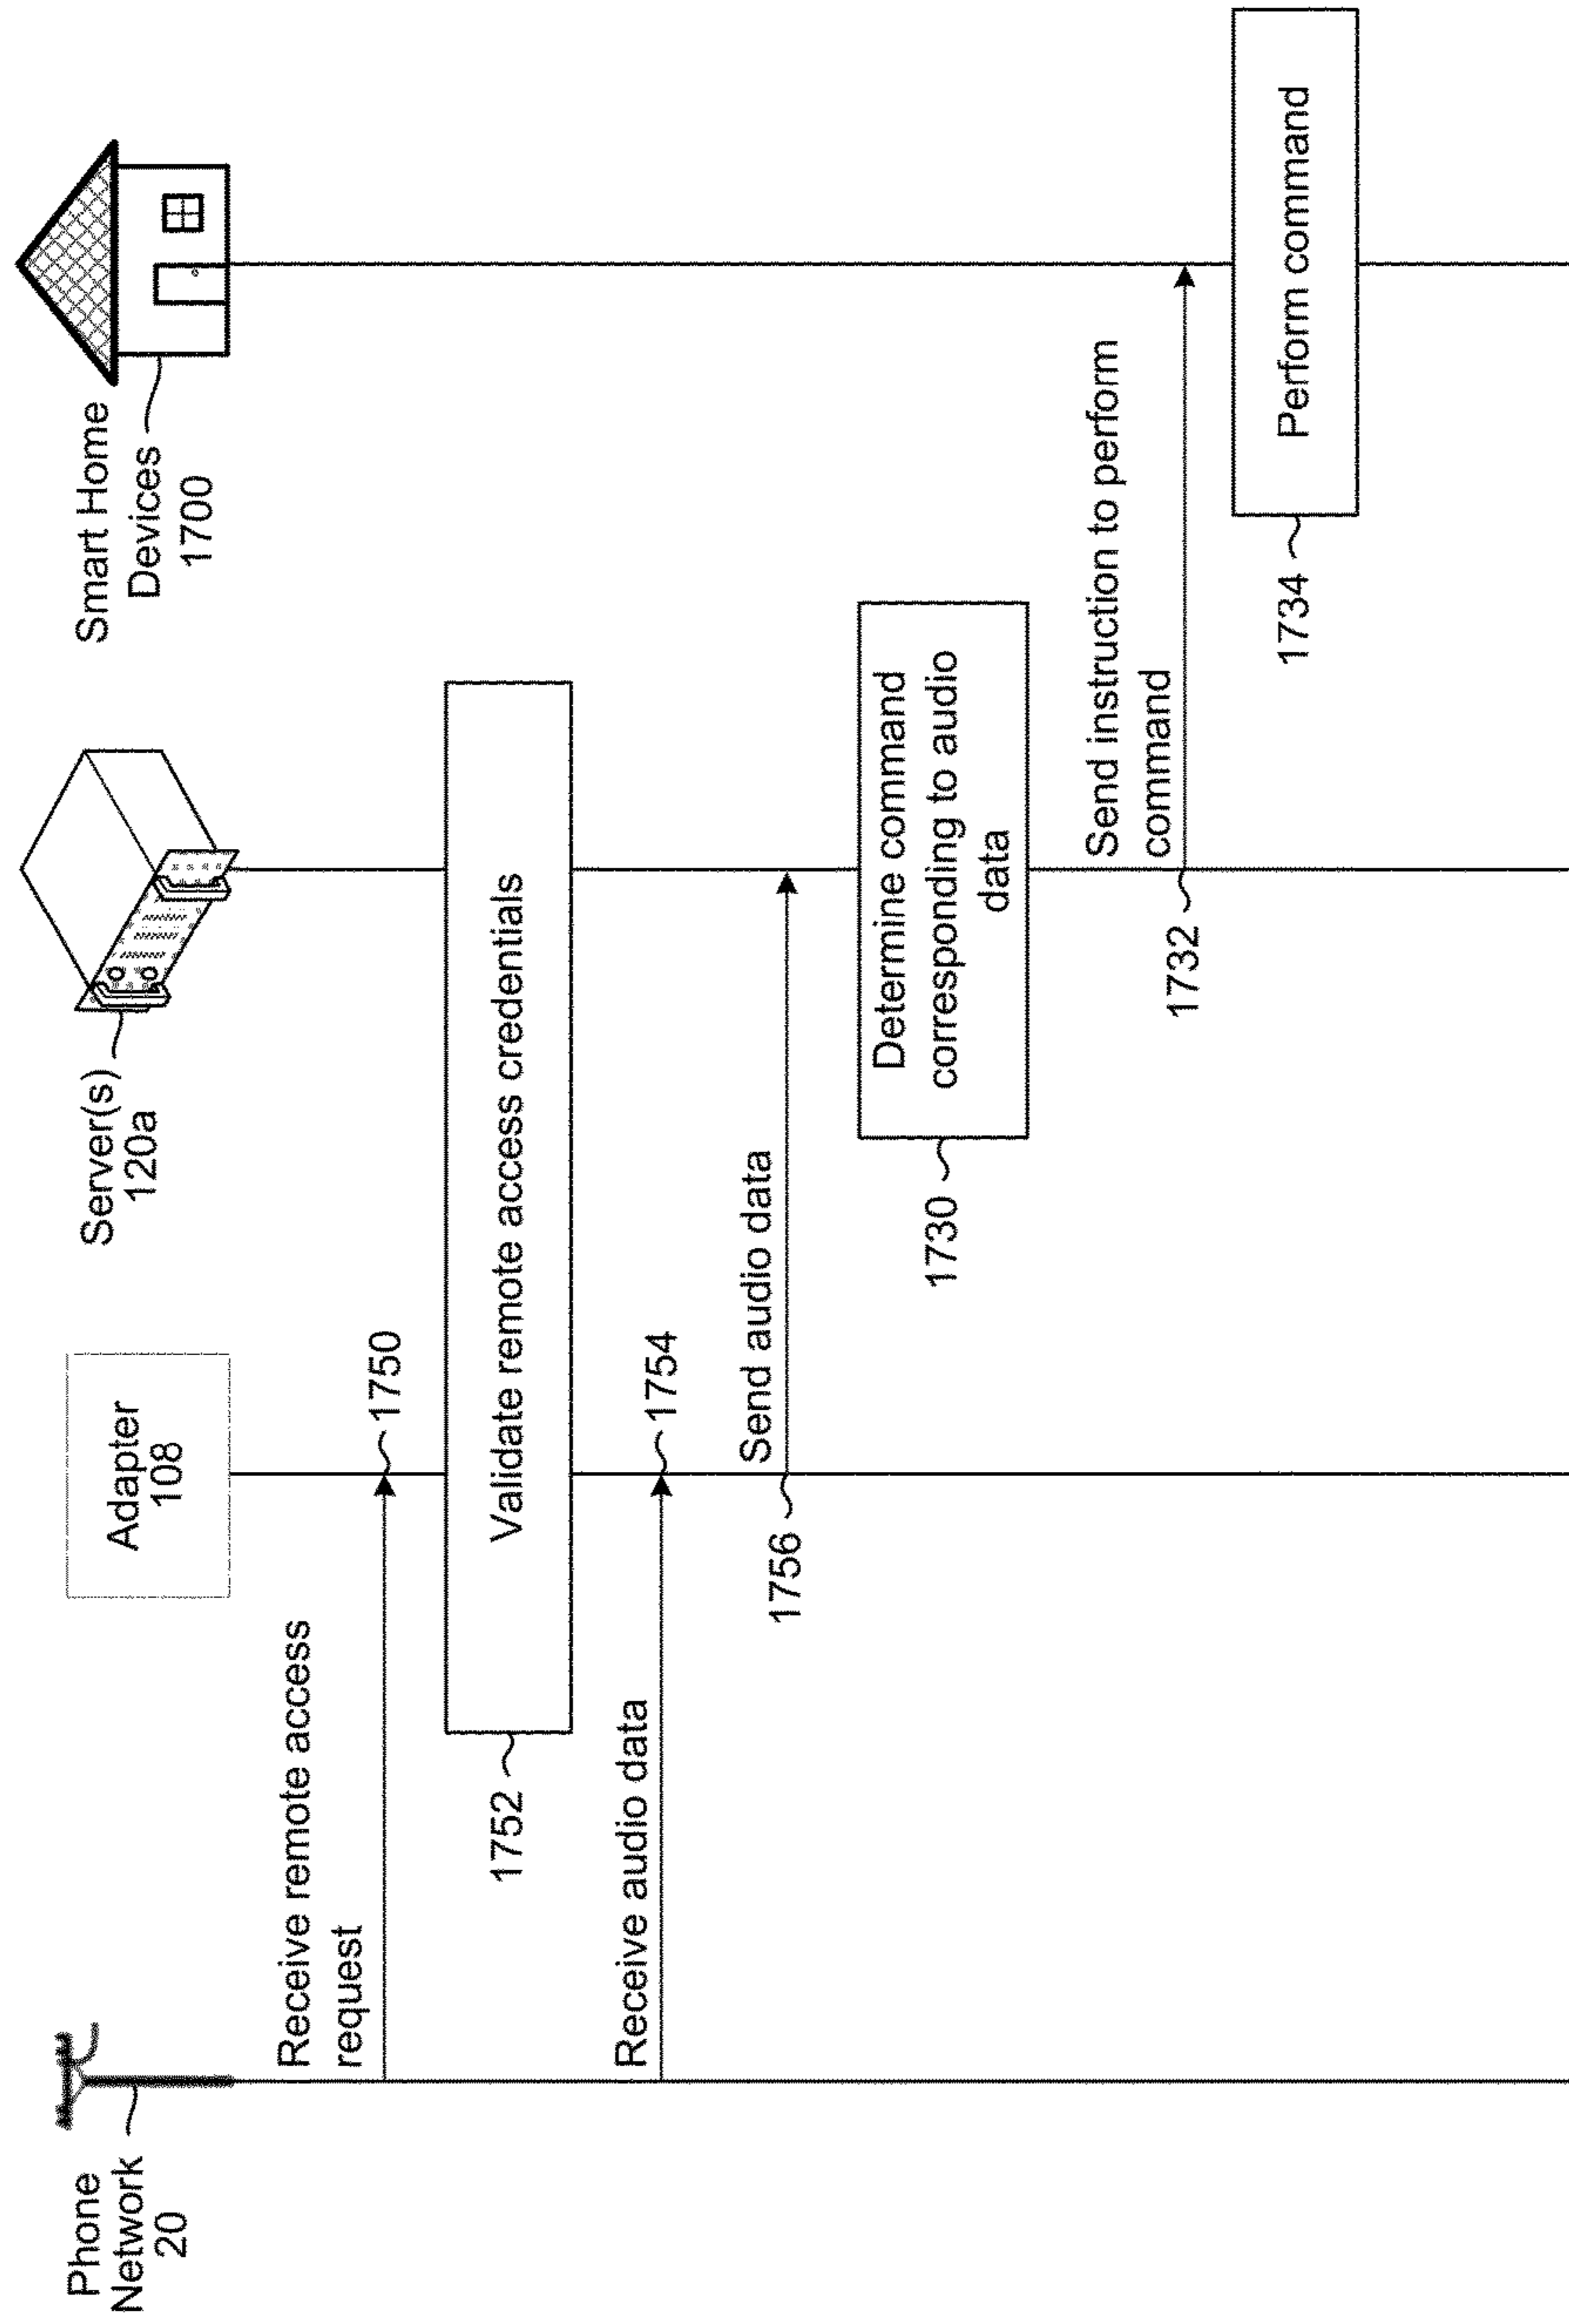 Phone
Network
20
Adapter
108
Server(s)
120a
Smart Home
Devices
1700
Receive remote access
request
1750
1752
Validate remote access credentials
Receive audio data
1754
Send audio data
1756
Determine command
corresponding to audio
data
1730
Send instruction to perform
command
1732
Perform command
1734